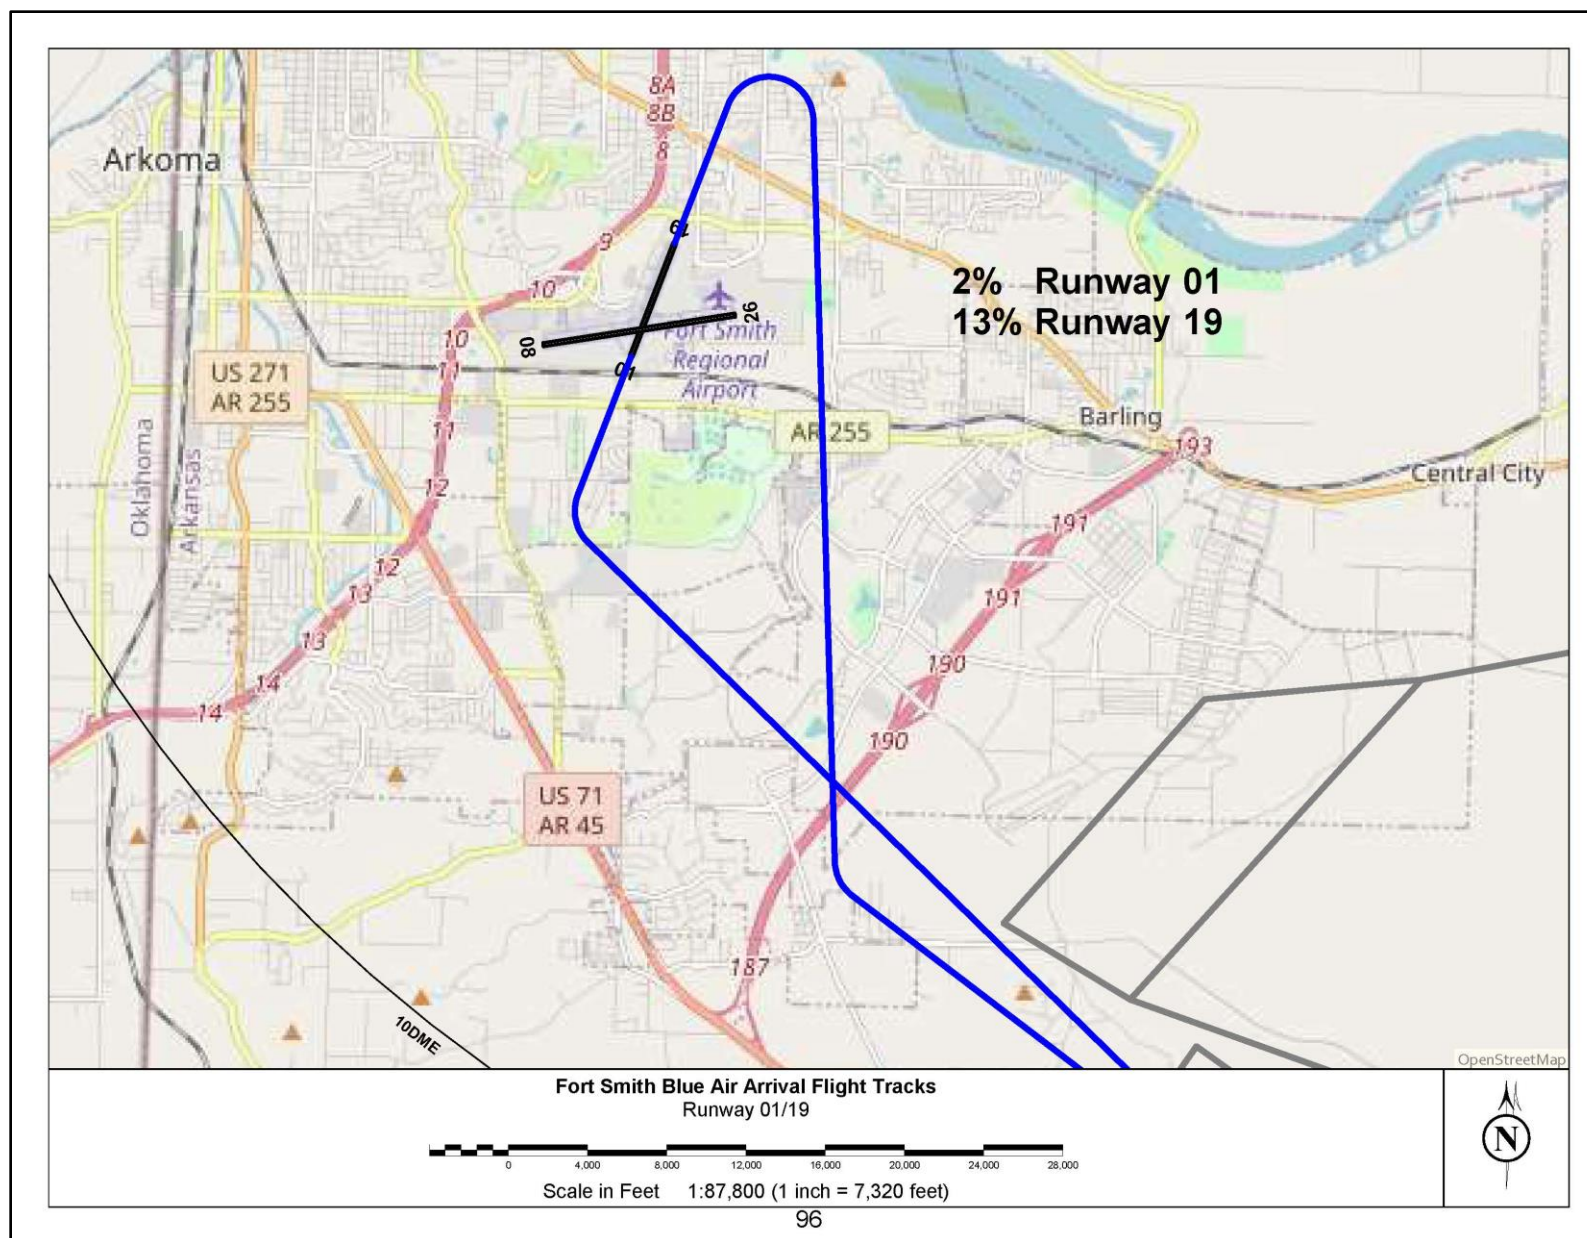 8A
8B
8
Arkoma
19
9
2% Runway 01
13% Runway 19
10
26
08
Fort Smith
Regional
Airport
10
11
01
US 271
AR 255
Barling
AR 255
11
193
Oklahoma
Arkansas
Central City
12
191
12
13
191
13
190
14
14
190
US 71
AR 45
187
10DME
OpenStreetMap
Fort Smith Blue Air Arrival Flight Tracks
Runway 01/19
0 4,000 8,000 12,000 16,000 20,000 24,000 28,000
Scale in Feet 1:87,800 (1 inch = 7,320 feet)
N
96